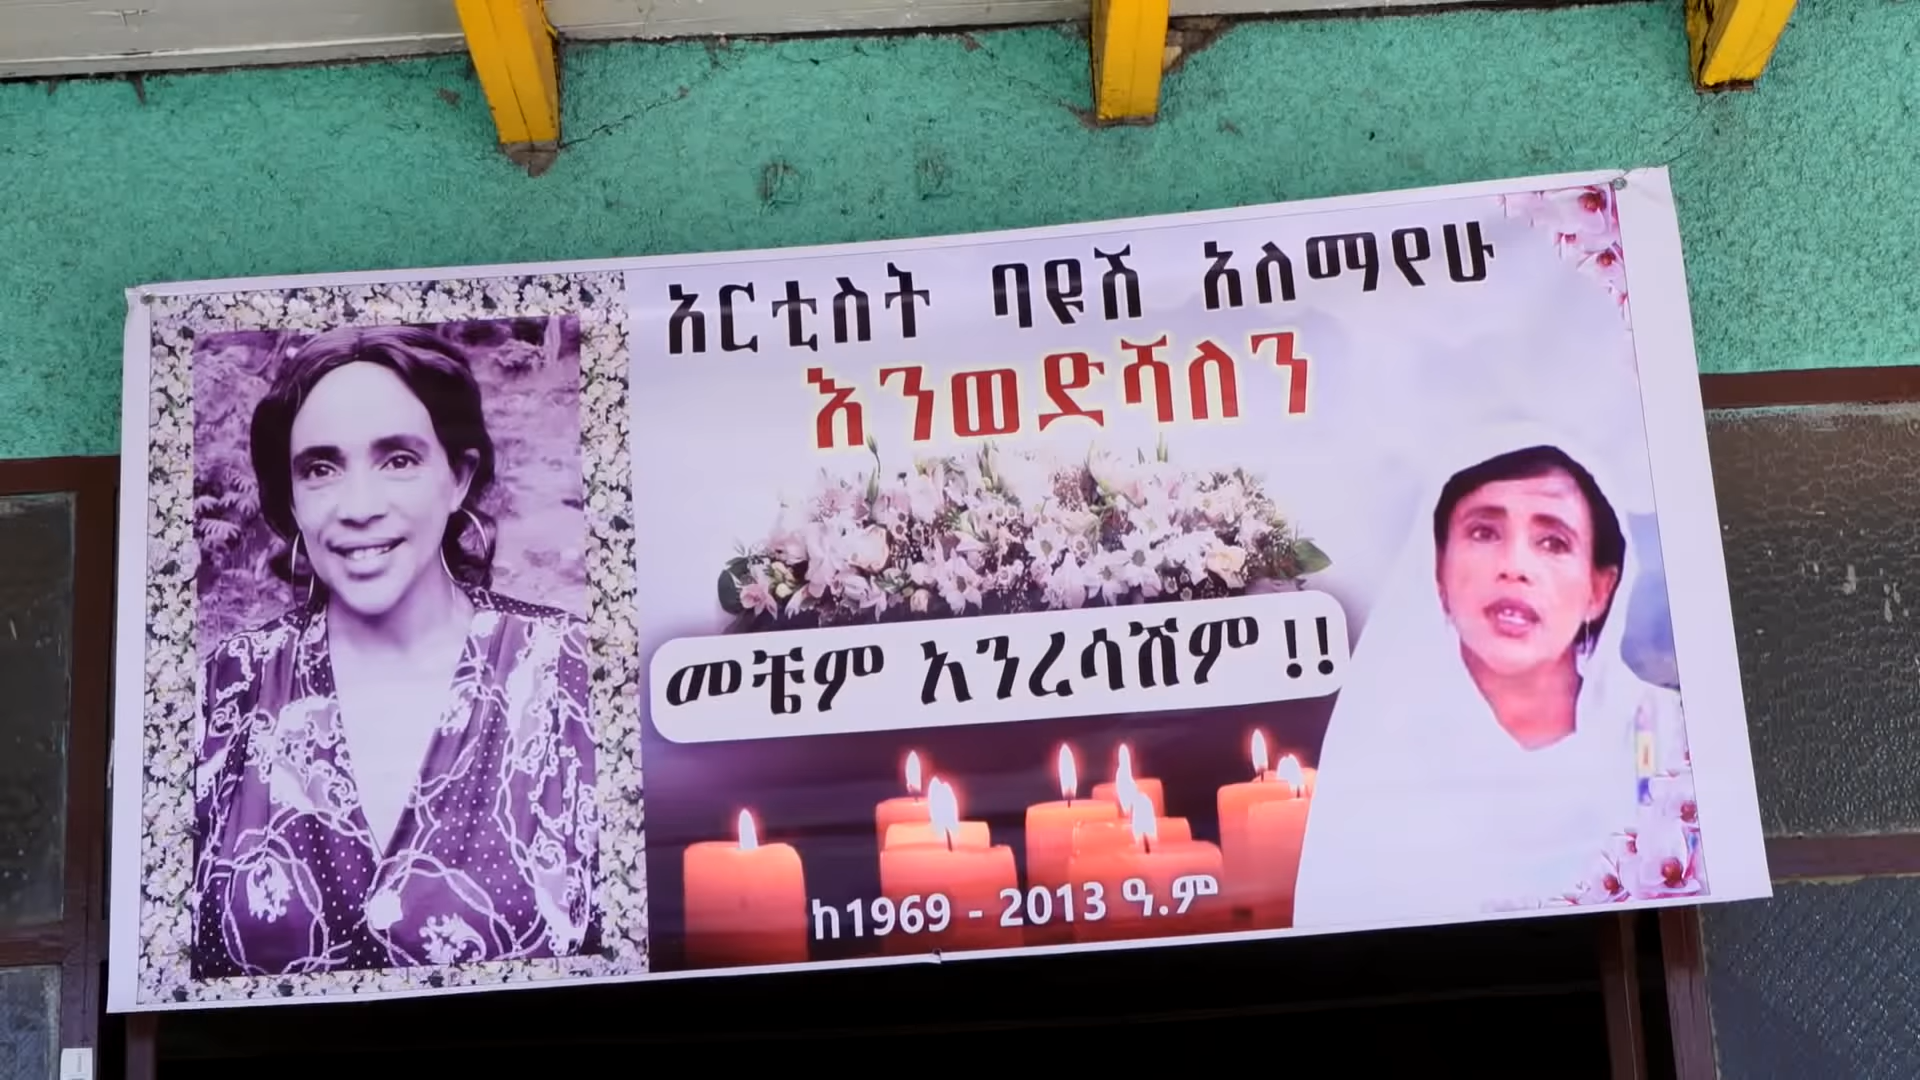 አርቲስት ባዩሽ አለማየሁ
እንወድሻለን
መቼም አንረሳሽም !!
ከ1969 - 2013 ዓ.ም